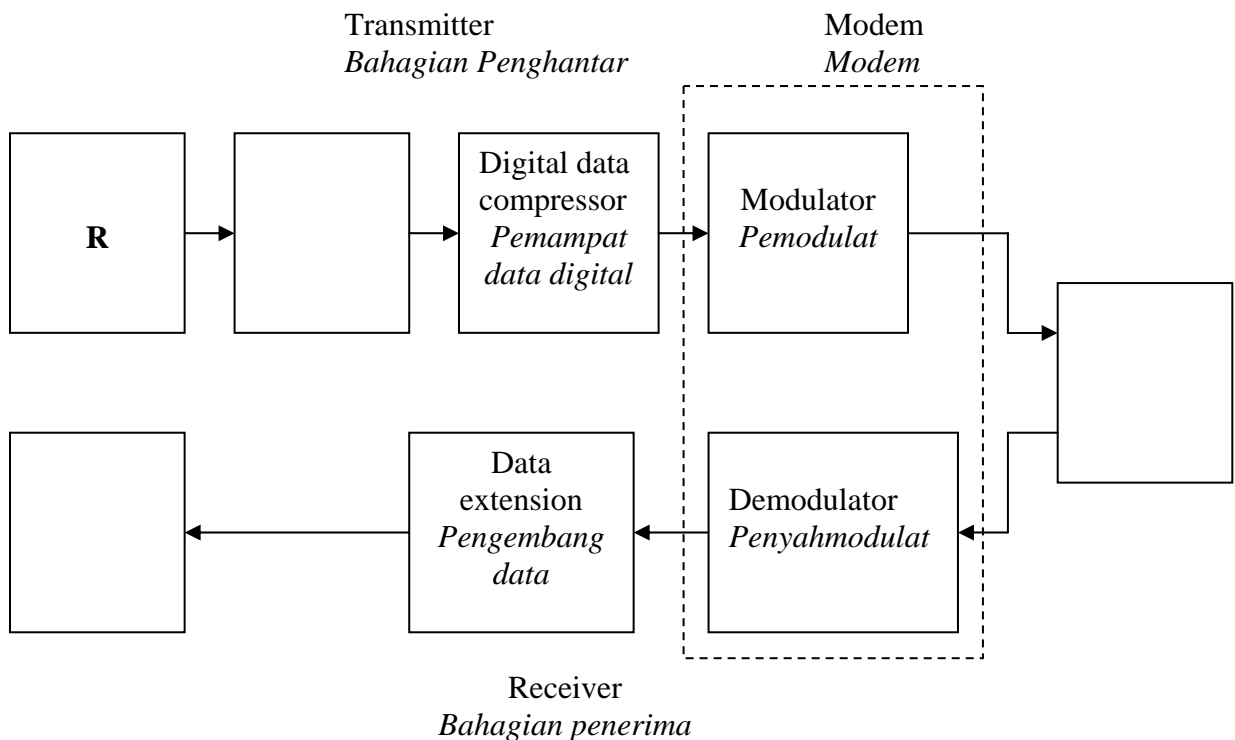 Transmitter
Bahagian Penghantar
Modem
Modem
R
Digital data
compressor
Pemampat
data digital
Modulator
Pemodulat
Data
extension
Pengembang
data
Demodulator
Penyahmodulat
Receiver
Bahagian penerima